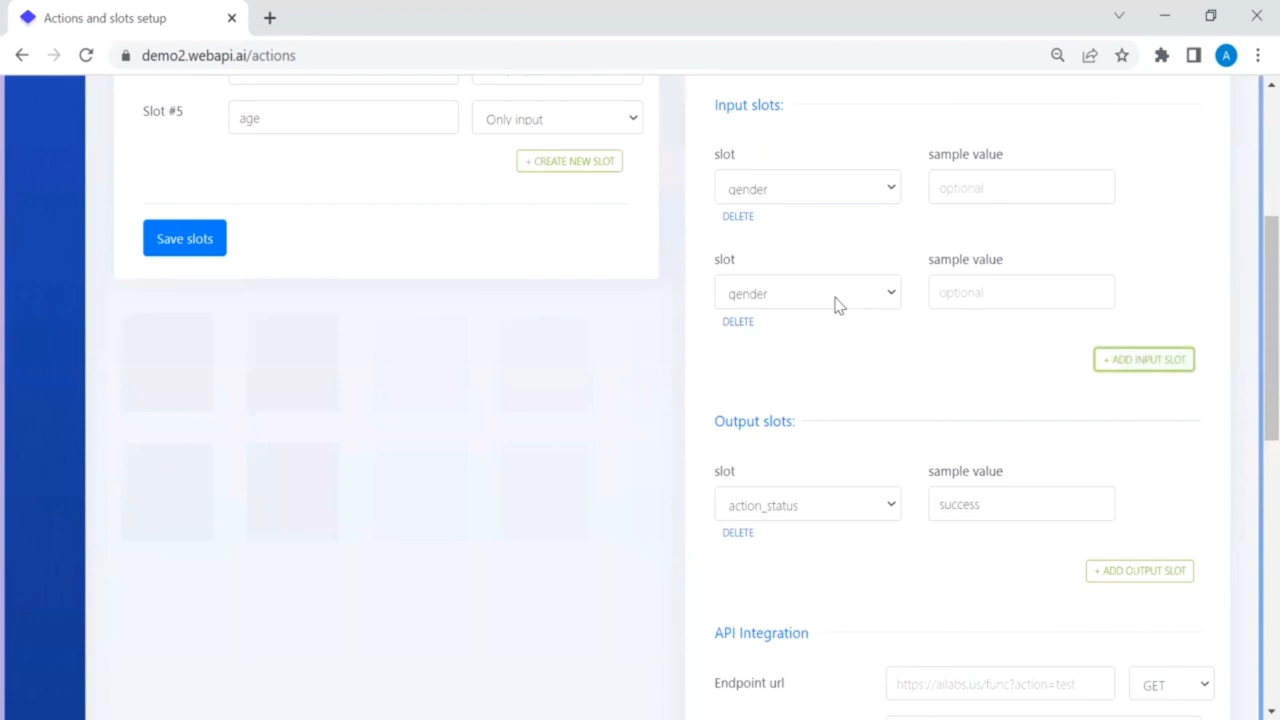 Actions and slots setup
demo2.webapi.ai/actions
A
Slot #5
age
Only input
+ CREATE NEW SLOT
Save slots
Input slots:
slot
sample value
gender
optional
DELETE
slot
sample value
gender
optional
DELETE
+ ADD INPUT SLOT
Output slots:
slot
sample value
action_status
success
DELETE
+ ADD OUTPUT SLOT
API Integration
Endpoint url
https://ailabs.us/func?action=test
GET